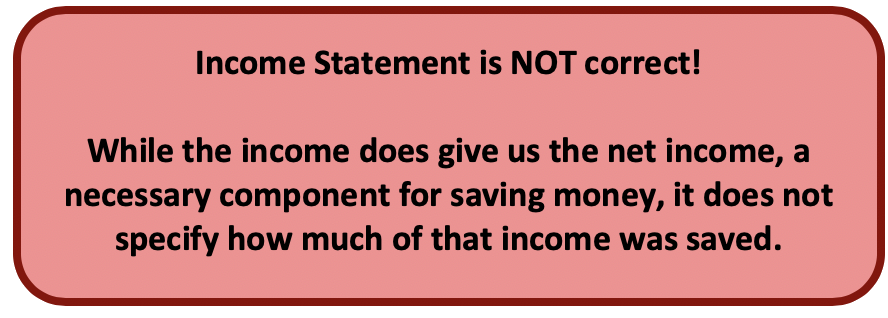 Income Statement is NOT correct!
While the income does give us the net income, a
necessary component for saving money, it does not
specify how much of that income was saved.